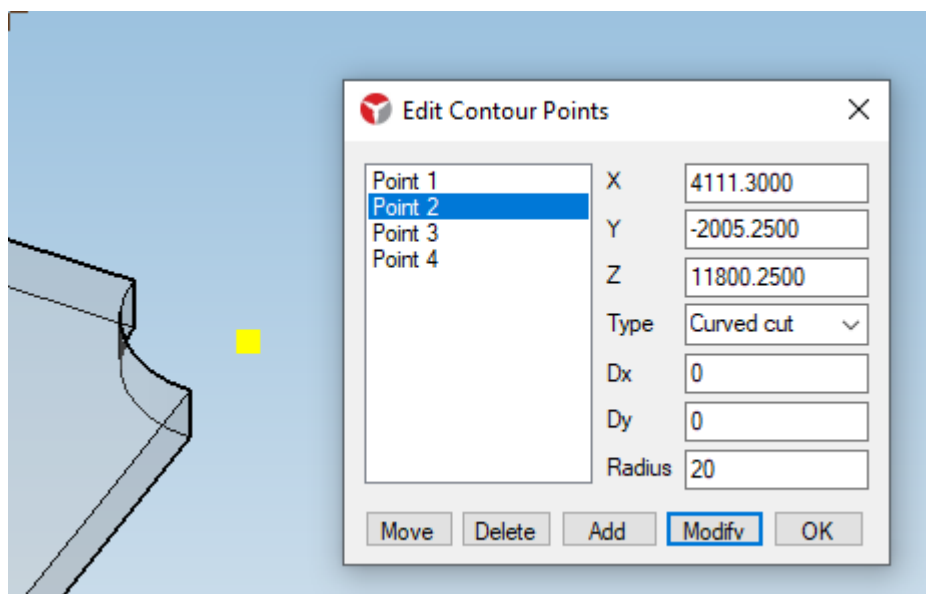 Edit Contour Points
Point 1
Point 2
Point 3
Point 4
X 4111.3000
Y -2005.2500
Z 11800.2500
Type Curved cut
Dx 0
Dy 0
Radius 20
Move Delete Add Modify OK